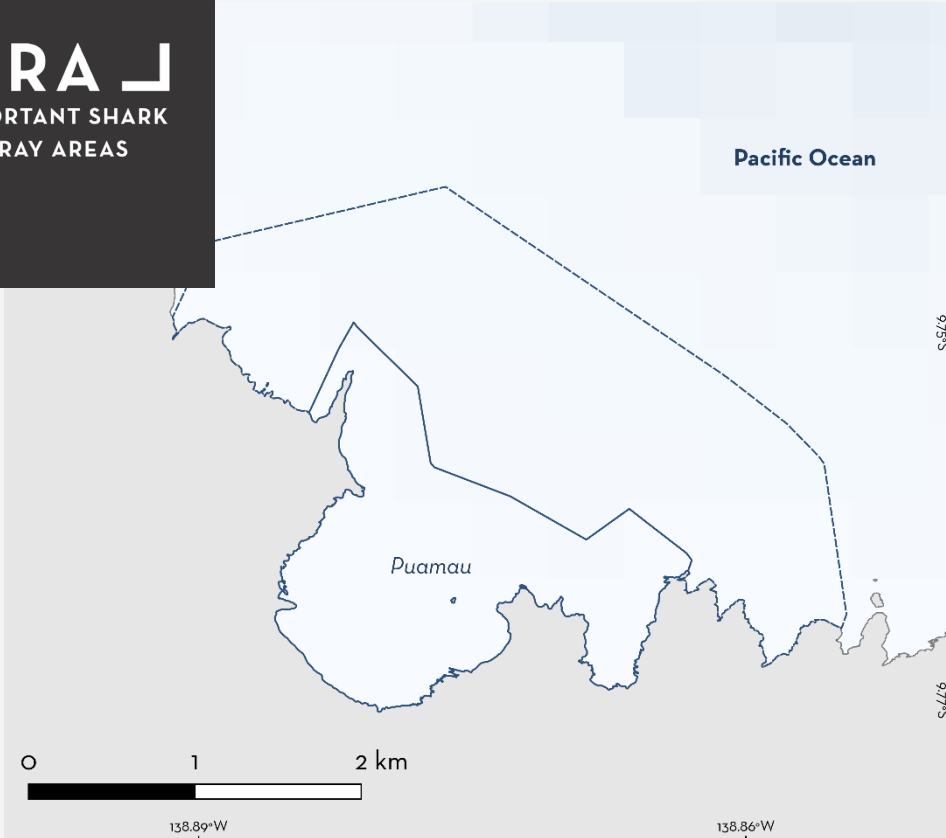 RA
ORTANT SHARK
RAY AREAS
Pacific Ocean
9.75°S
Puamau
9.77°S
0 1 2 km
138.89°W 138.86°W